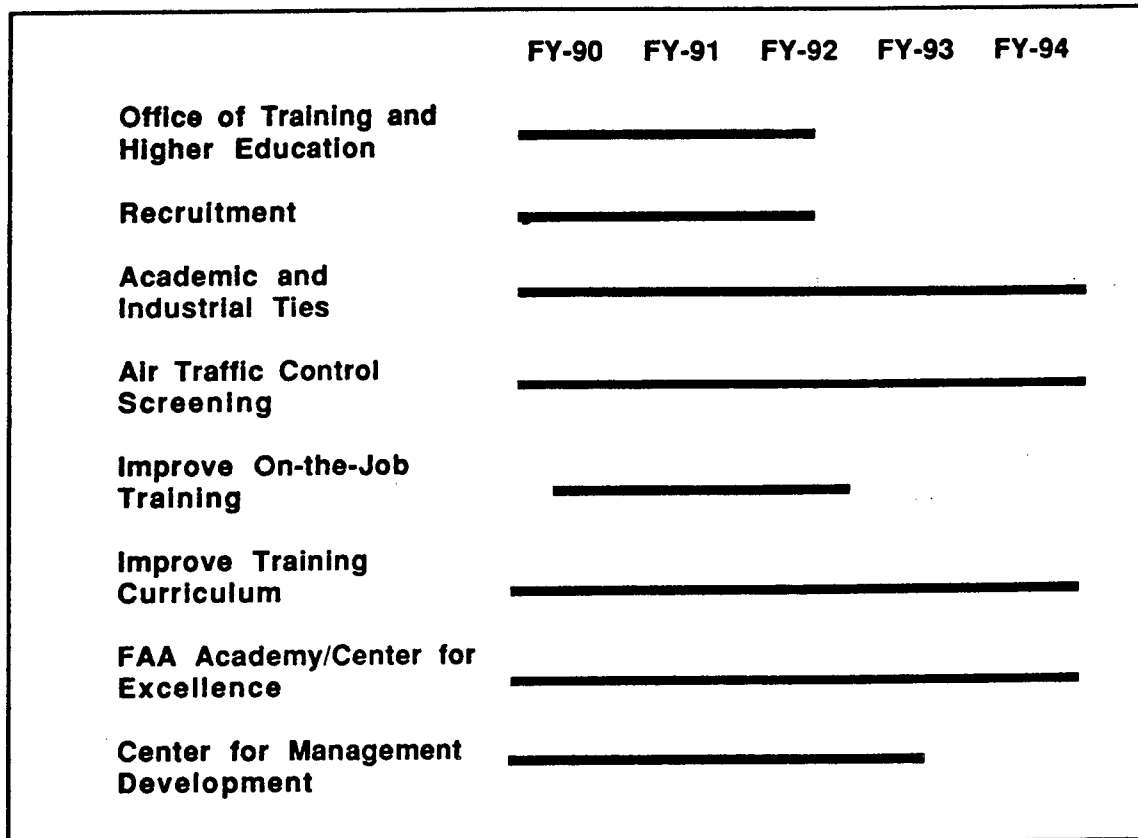 FY-90 FY-91 FY-92 FY-93 FY-94
Office of Training and
Higher Education
Recruitment
Academic and
Industrial Ties
Air Traffic Control
Screening
Improve On-the-Job
Training
Improve Training
Curriculum
FAA Academy/Center for
Excellence
Center for Management
Development